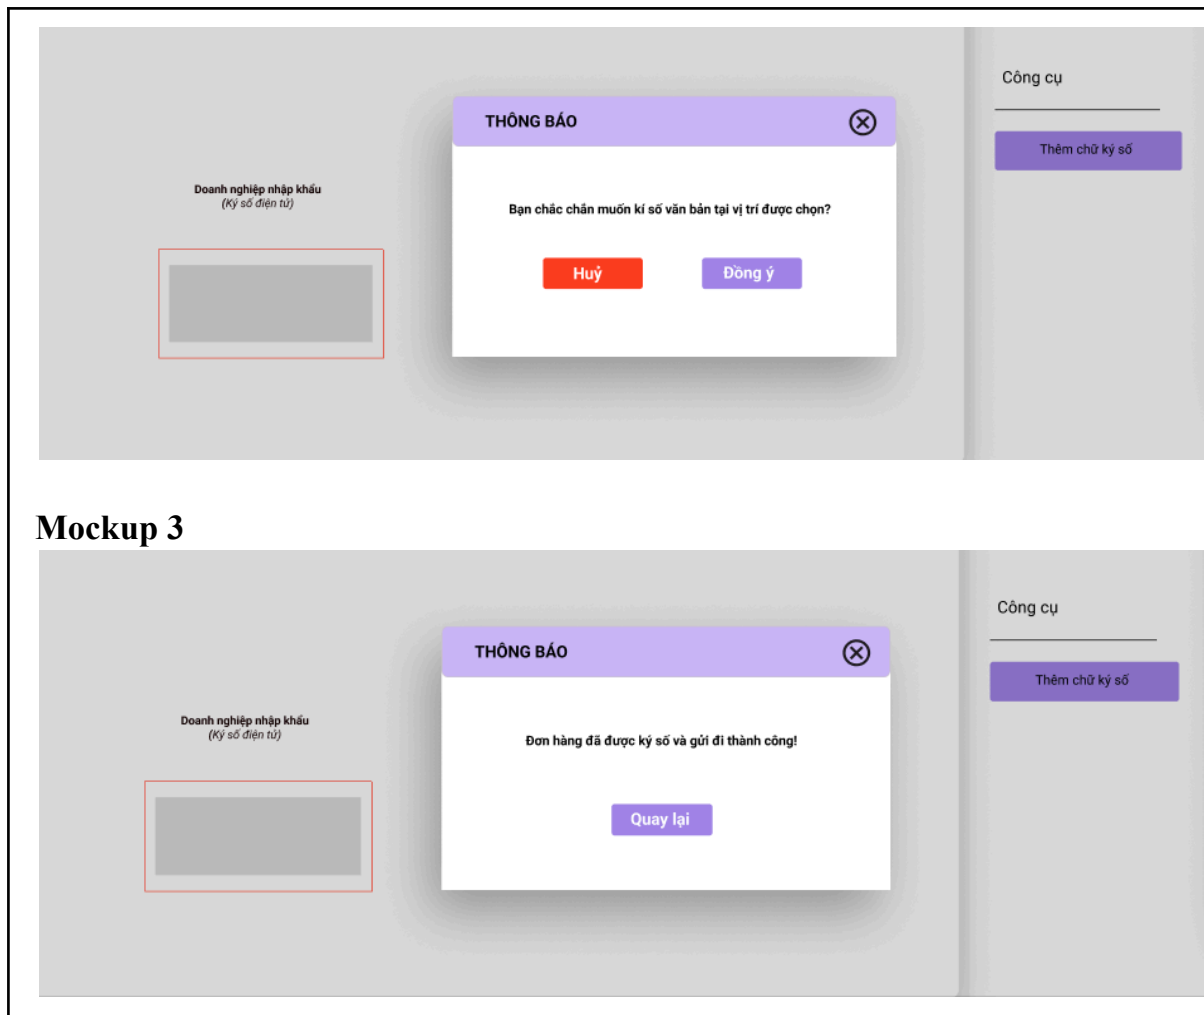 Công cụ
THÔNG BÁO
Thêm chữ ký số
Doanh nghiệp nhập khẩu
(Ký số điện tử)
Bạn chắc chắn muốn kí số văn bản tại vị trí được chọn?
Huỷ
Đồng ý
Mockup 3
Công cụ
THÔNG BÁO
Thêm chữ ký số
Doanh nghiệp nhập khẩu
(Ký số điện tử)
Đơn hàng đã được ký số và gửi đi thành công!
Quay lại